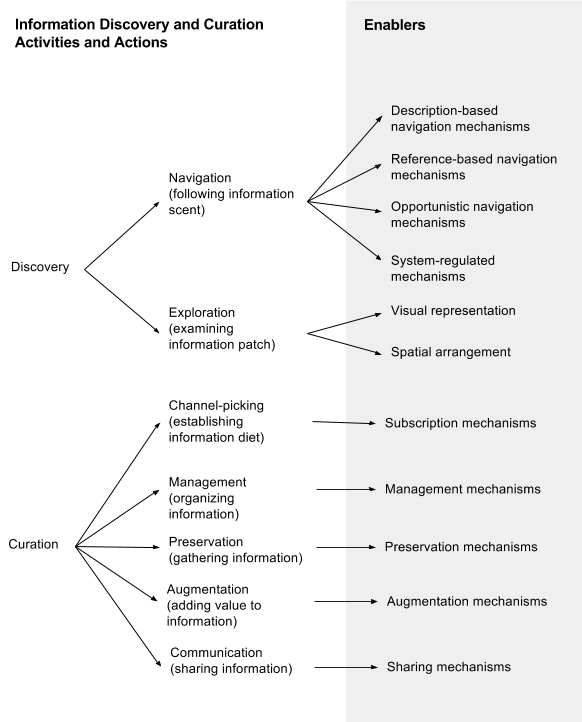 Information Discovery and Curation
Activities and Actions
Enablers
Discovery
Navigation
(following information
scent)
Description-based
navigation mechanisms
Reference-based navigation
mechanisms
Opportunistic navigation
mechanisms
System-regulated
mechanisms
Exploration
(examining
information patch)
Visual representation
Spatial arrangement
Curation
Channel-picking
(establishing
information diet)
Subscription mechanisms
Management
(organizing
information)
Management mechanisms
Preservation
(gathering information)
Preservation mechanisms
Augmentation
(adding value to
information)
Augmentation mechanisms
Communication
(sharing information)
Sharing mechanisms